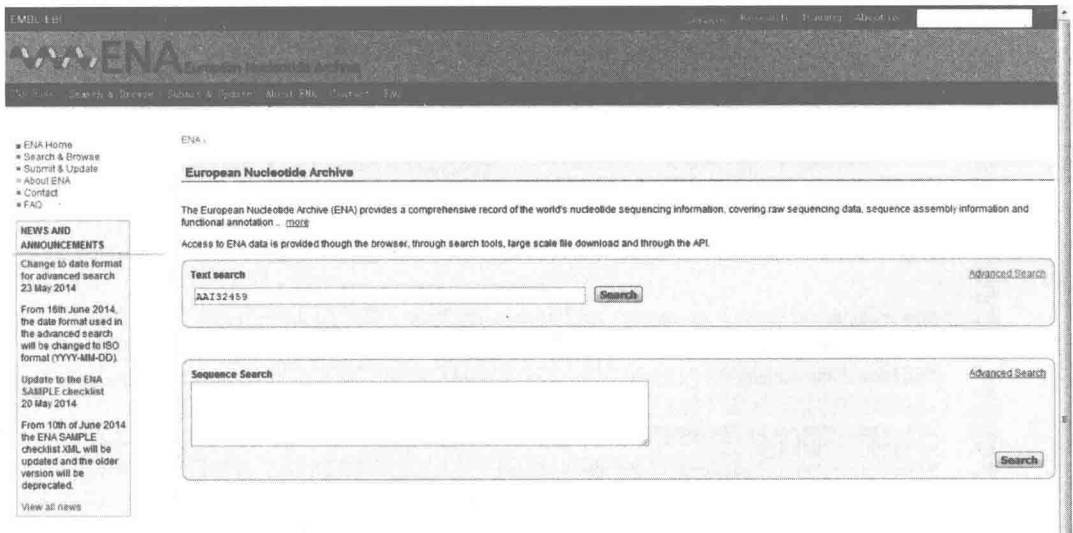 EMBL-EBI
Services Research Training About us
ENA
European Nucleotide Archive
Search & Browse Submit & Update About ENA Contact FAQ
ENA Home
Search & Browse
Submit & Update
About ENA
Contact
FAQ
NEWS AND
ANNOUNCEMENTS
Change to date format
for advanced search
23 May 2014
From 16th June 2014,
the date format used in
the advanced search
will be changed to ISO
format (YYYY-MM-DD).
Update to the ENA
SAMPLE checklist
20 May 2014
From 10th of June 2014
the ENA SAMPLE
checklist XML will be
updated and the older
version will be
deprecated.
View all news
ENA
European Nucleotide Archive
The European Nucleotide Archive (ENA) provides a comprehensive record of the world's nucleotide sequencing information, covering raw sequencing data, sequence assembly information and
functional annotation... more
Access to ENA data is provided though the browser, through search tools, large scale file download and through the API.
Text search
Advanced Search
AAI32459
Search
Sequence Search
Advanced Search
Search